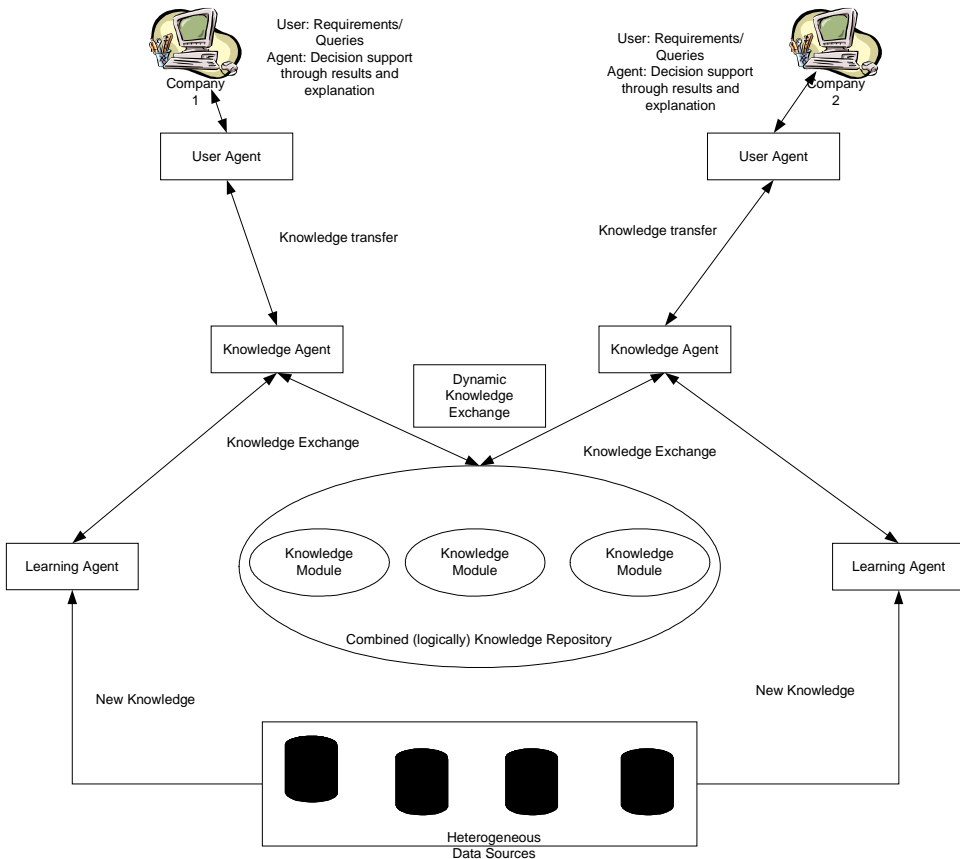 User: Requirements/
Queries
Agent: Decision support
through results and
explanation
Company
1
User: Requirements/
Queries
Agent: Decision support
through results and
explanation
Company
2
User Agent
User Agent
Knowledge transfer
Knowledge transfer
Knowledge Agent
Knowledge Agent
Dynamic
Knowledge
Exchange
Knowledge Exchange
Knowledge Exchange
Learning Agent
Knowledge
Module
Knowledge
Module
Knowledge
Module
Learning Agent
Combined (logically) Knowledge Repository
New Knowledge
New Knowledge
Heterogeneous
Data Sources